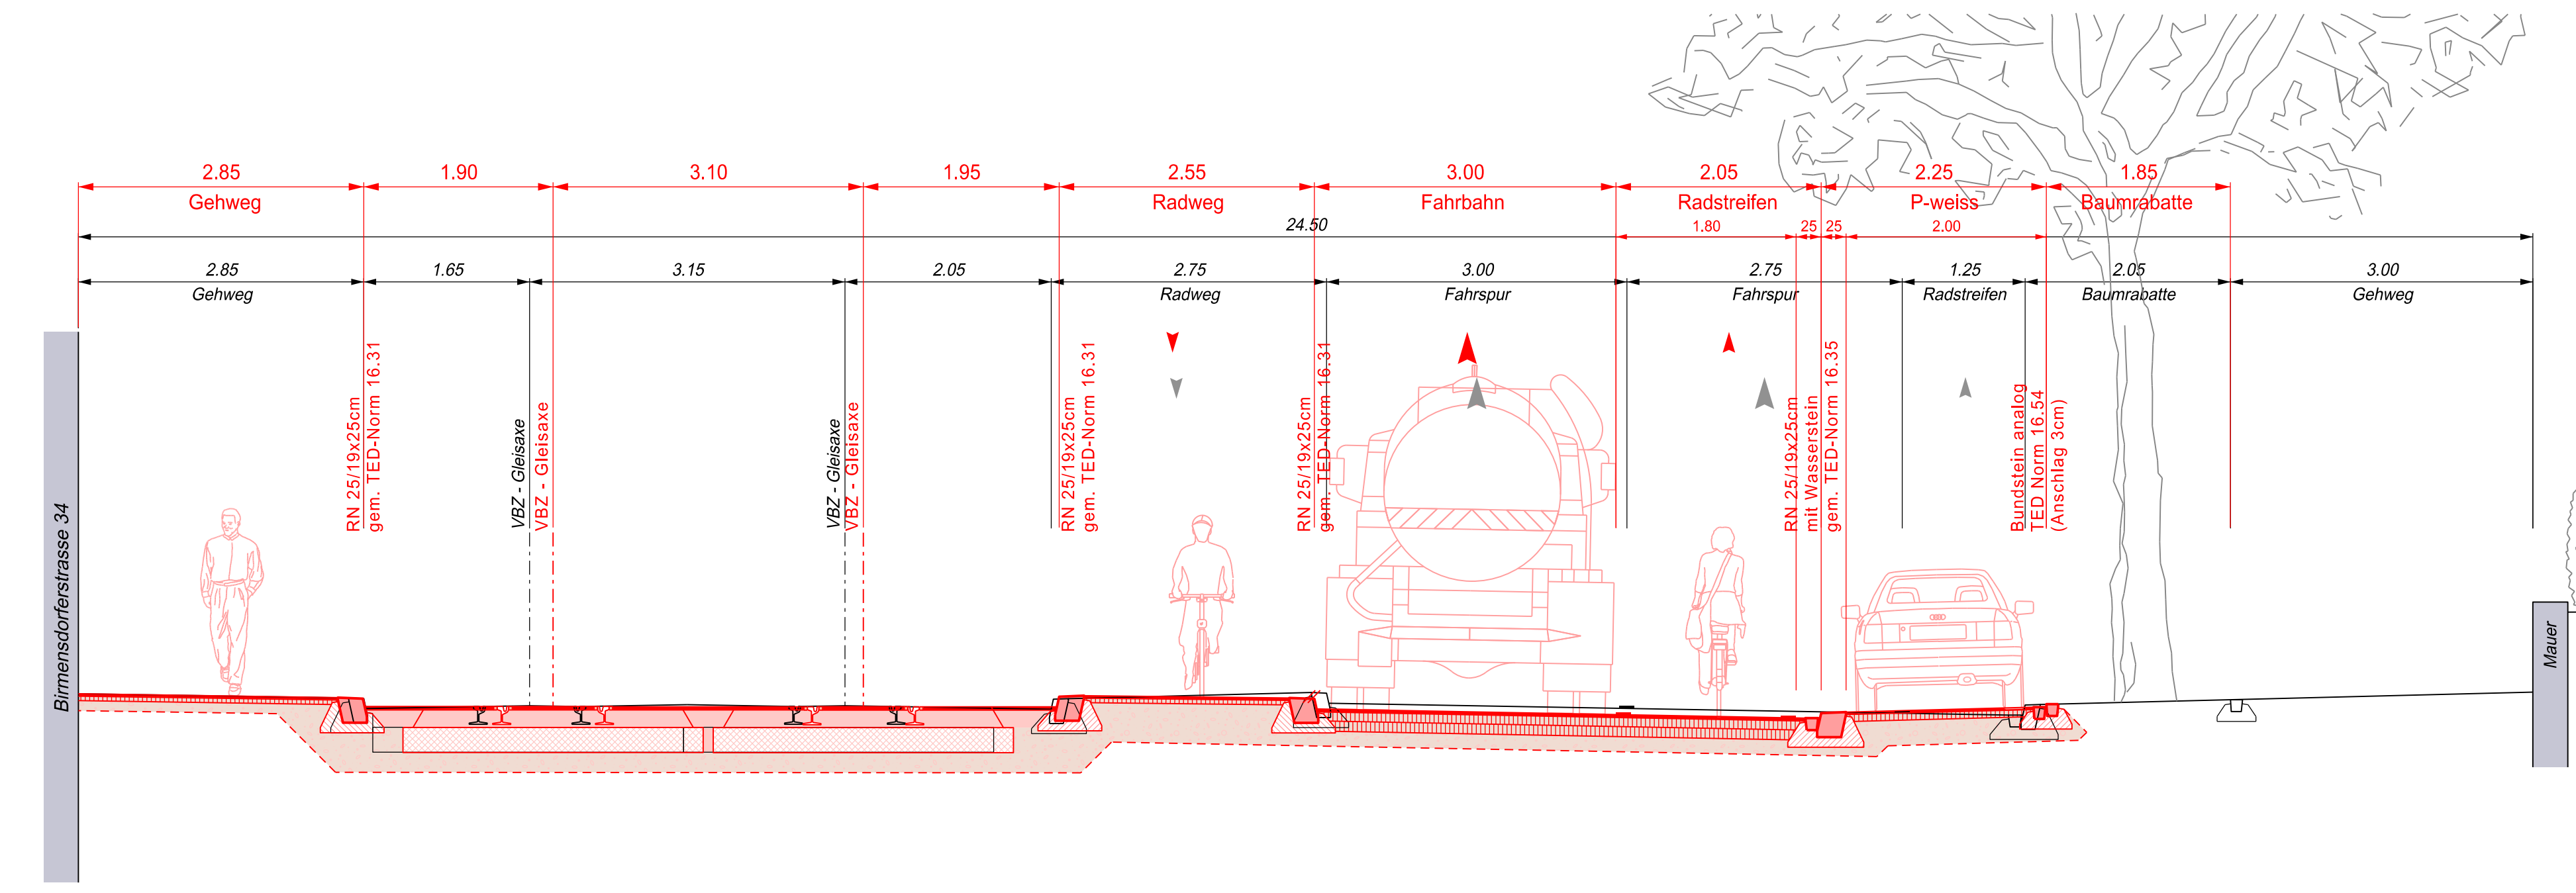 2.85 1.90 3.10 1.95 2.55 3.00 2.05 2.25 1.85
Gehweg Radweg Fahrbahn Radstreifen P-weiss Baumrabatte
24.50 1.80 25 25 2.00
2.85 1.65 3.15 2.05 2.75 3.00 2.75 1.25 2.05 3.00
Gehweg Radweg Fahrspur Fahrspur Radstreifen Baumrabatte Gehweg
Birmensdorferstrasse 34
RN 25/19x25cm
gem. TED-Norm 16.31
VBZ - Gleisaxe
VBZ - Gleisaxe
VBZ - Gleisaxe
VBZ - Gleisaxe
RN 25/19x25cm
gem. TED-Norm 16.31
RN 25/19x25cm
gem. TED-Norm 16.31
RN 25/19x25cm
mit Wasserstein
gem. TED-Norm 16.35
Bundstein analog
TED Norm 16.54
(Anschlag 3cm)
Mauer